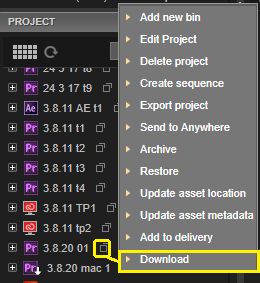 PROJECT
24 3 17 t8
24 3 17 t9
Ae 3.8.11 AE t1
Pr 3.8.11 t1
Pr 3.8.11 t2
Pr 3.8.11 t3
Pr 3.8.11 t4
3.8.11 TP1
3.8.11 tp2
Pr 3.8.20 01
Pr 3.8.20 mac 1
Add new bin
Edit Project
Delete project
Create sequence
Export project
Send to Anywhere
Archive
Restore
Update asset location
Update asset metadata
Add to delivery
Download